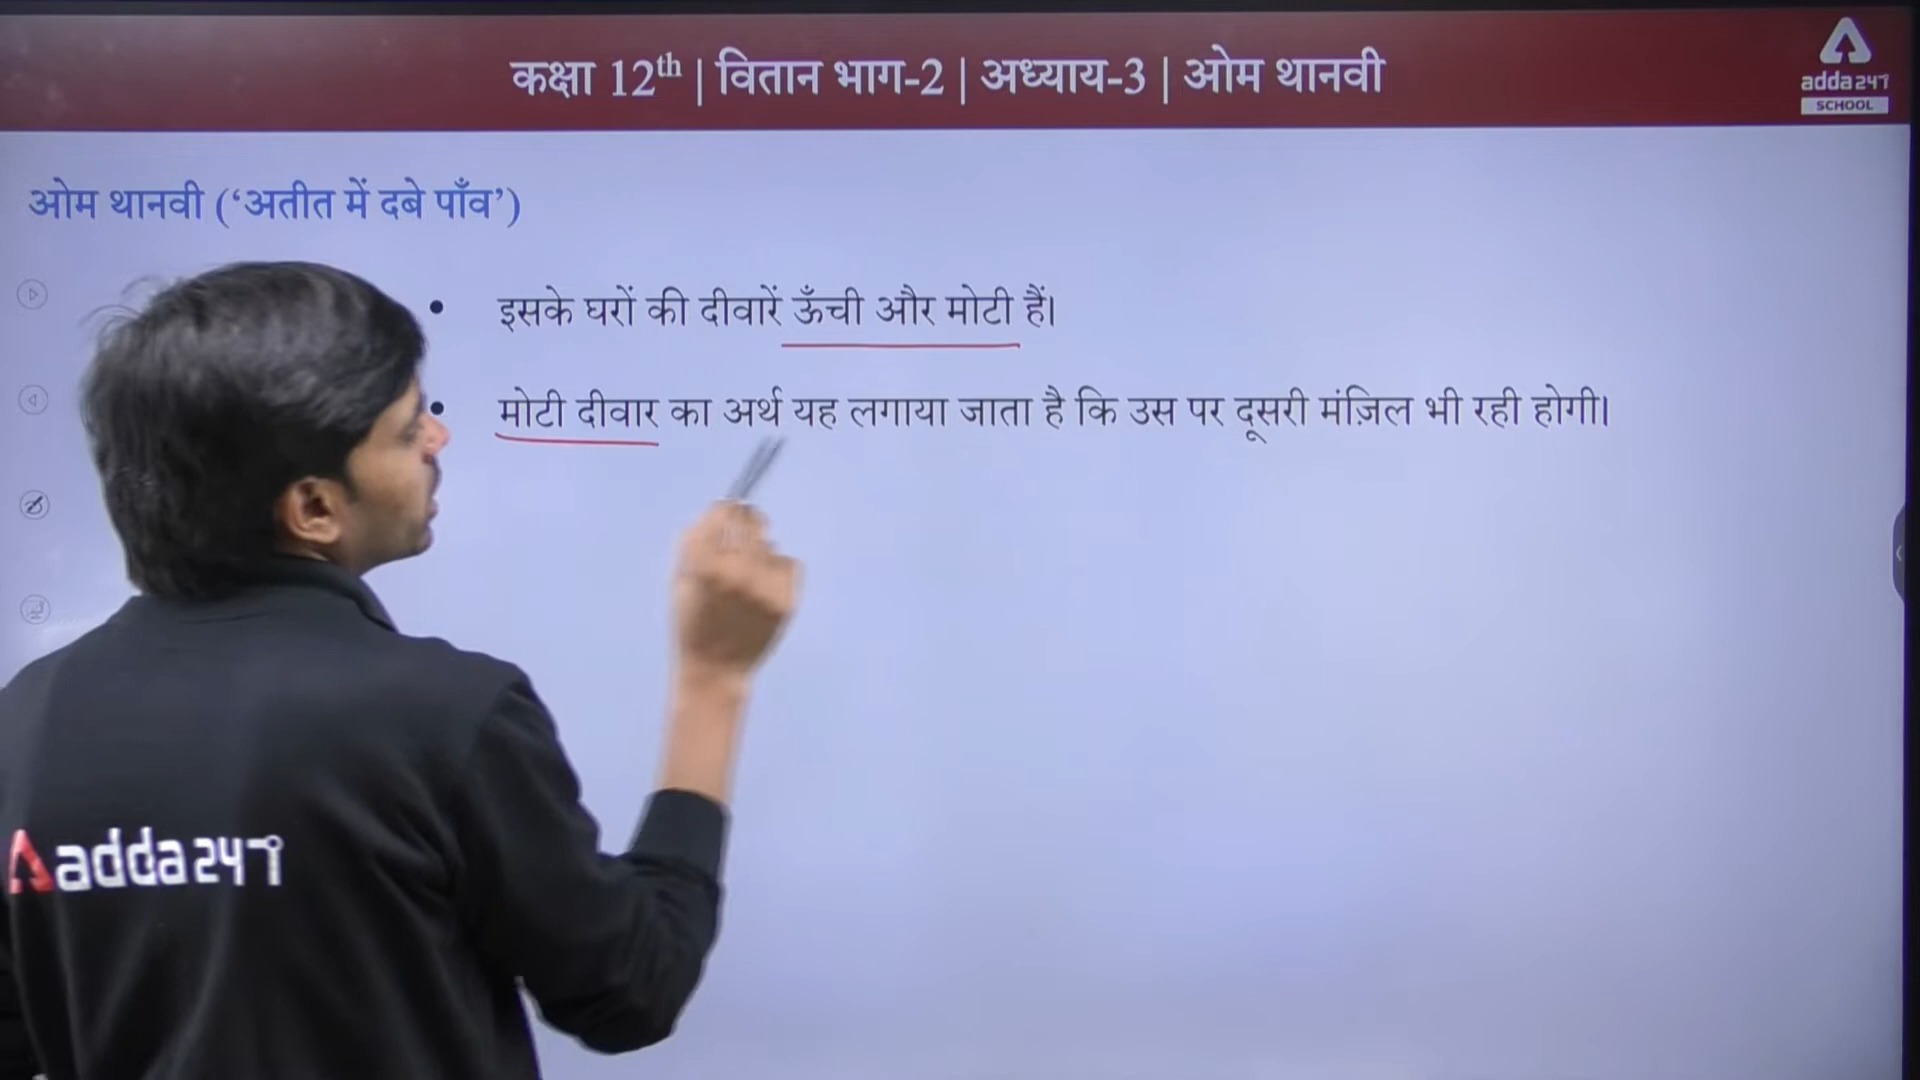 कक्षा 12th | वितान भाग-2 | अध्याय-3 | ओम थानवी
adda247
SCHOOL
ओम थानवी (‘अतीत में दबे पाँव’)
• इसके घरों की दीवारें ऊँची और मोटी हैं।
• मोटी दीवार का अर्थ यह लगाया जाता है कि उस पर दूसरी मंज़िल भी रही होगी।
adda247